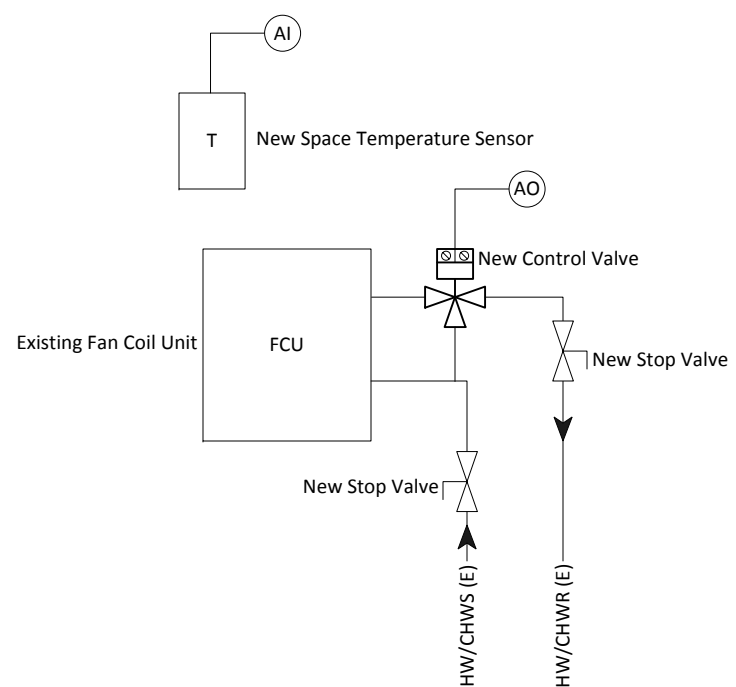 AI
T
New Space Temperature Sensor
AO
New Control Valve
Existing Fan Coil Unit
FCU
New Stop Valve
New Stop Valve
HW/CHWS (E)
HW/CHWR (E)